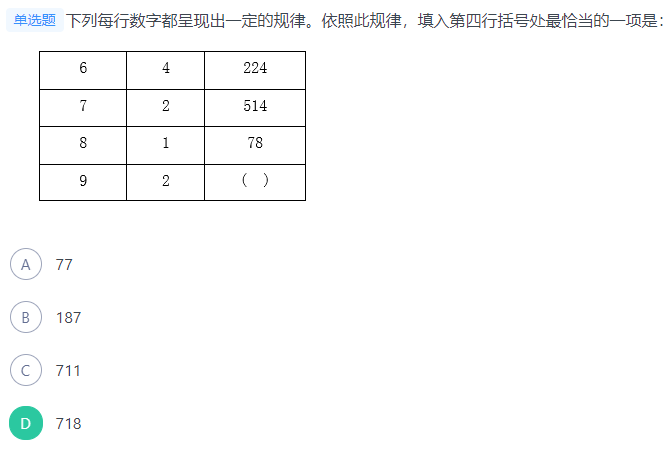 单选题 下列每行数字都呈现出一定的规律。依照此规律，填入第四行括号处最恰当的一项是：
6 4 224
7 2 514
8 1 78
9 2 （ ）
A 77
B 187
C 711
D 718